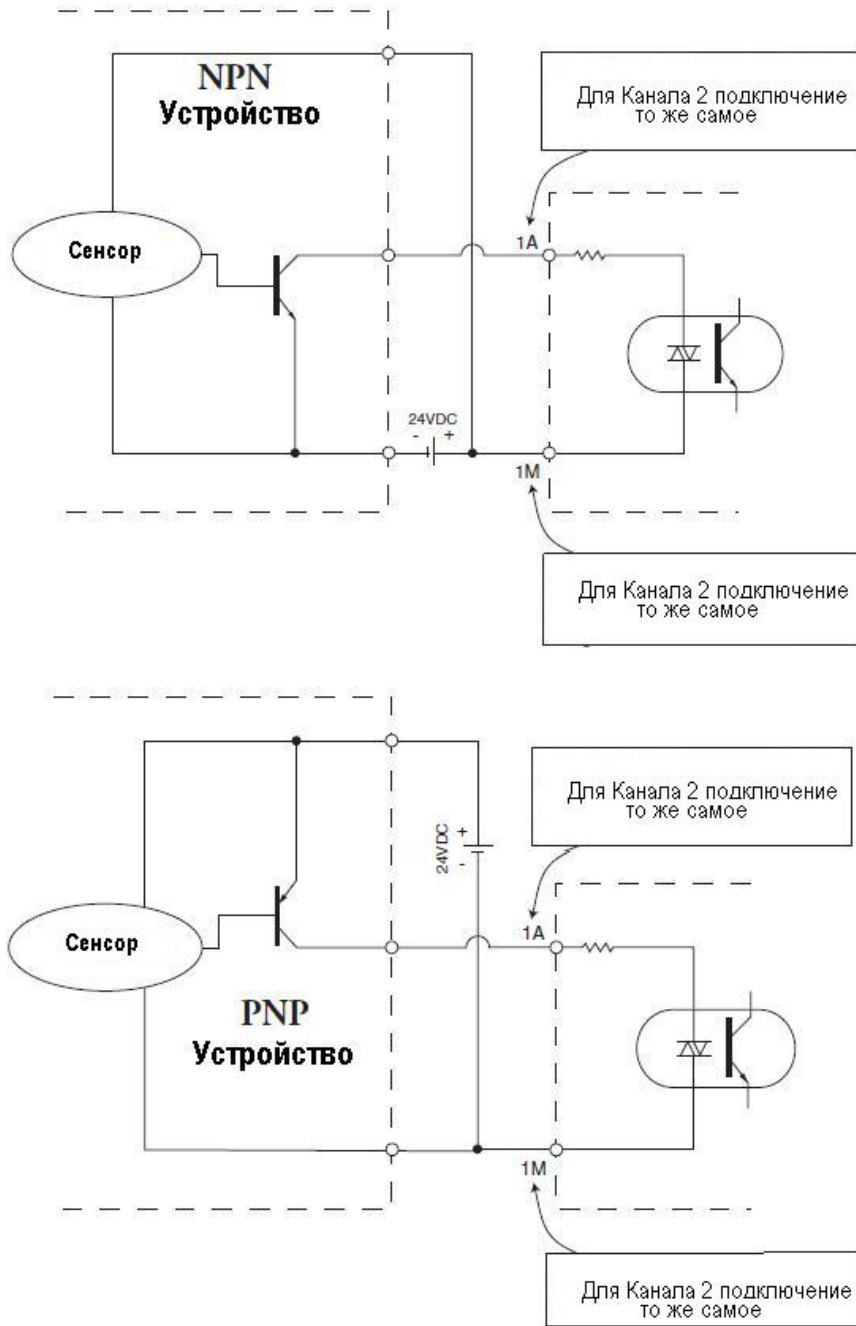 NPN
Устройство
Для Канала 2 подключение
то же самое
Сенсор
1A
24VDC
- +
1M
Для Канала 2 подключение
то же самое
Для Канала 2 подключение
то же самое
24VDC
+
-
Сенсор
1A
PNP
Устройство
1M
Для Канала 2 подключение
то же самое